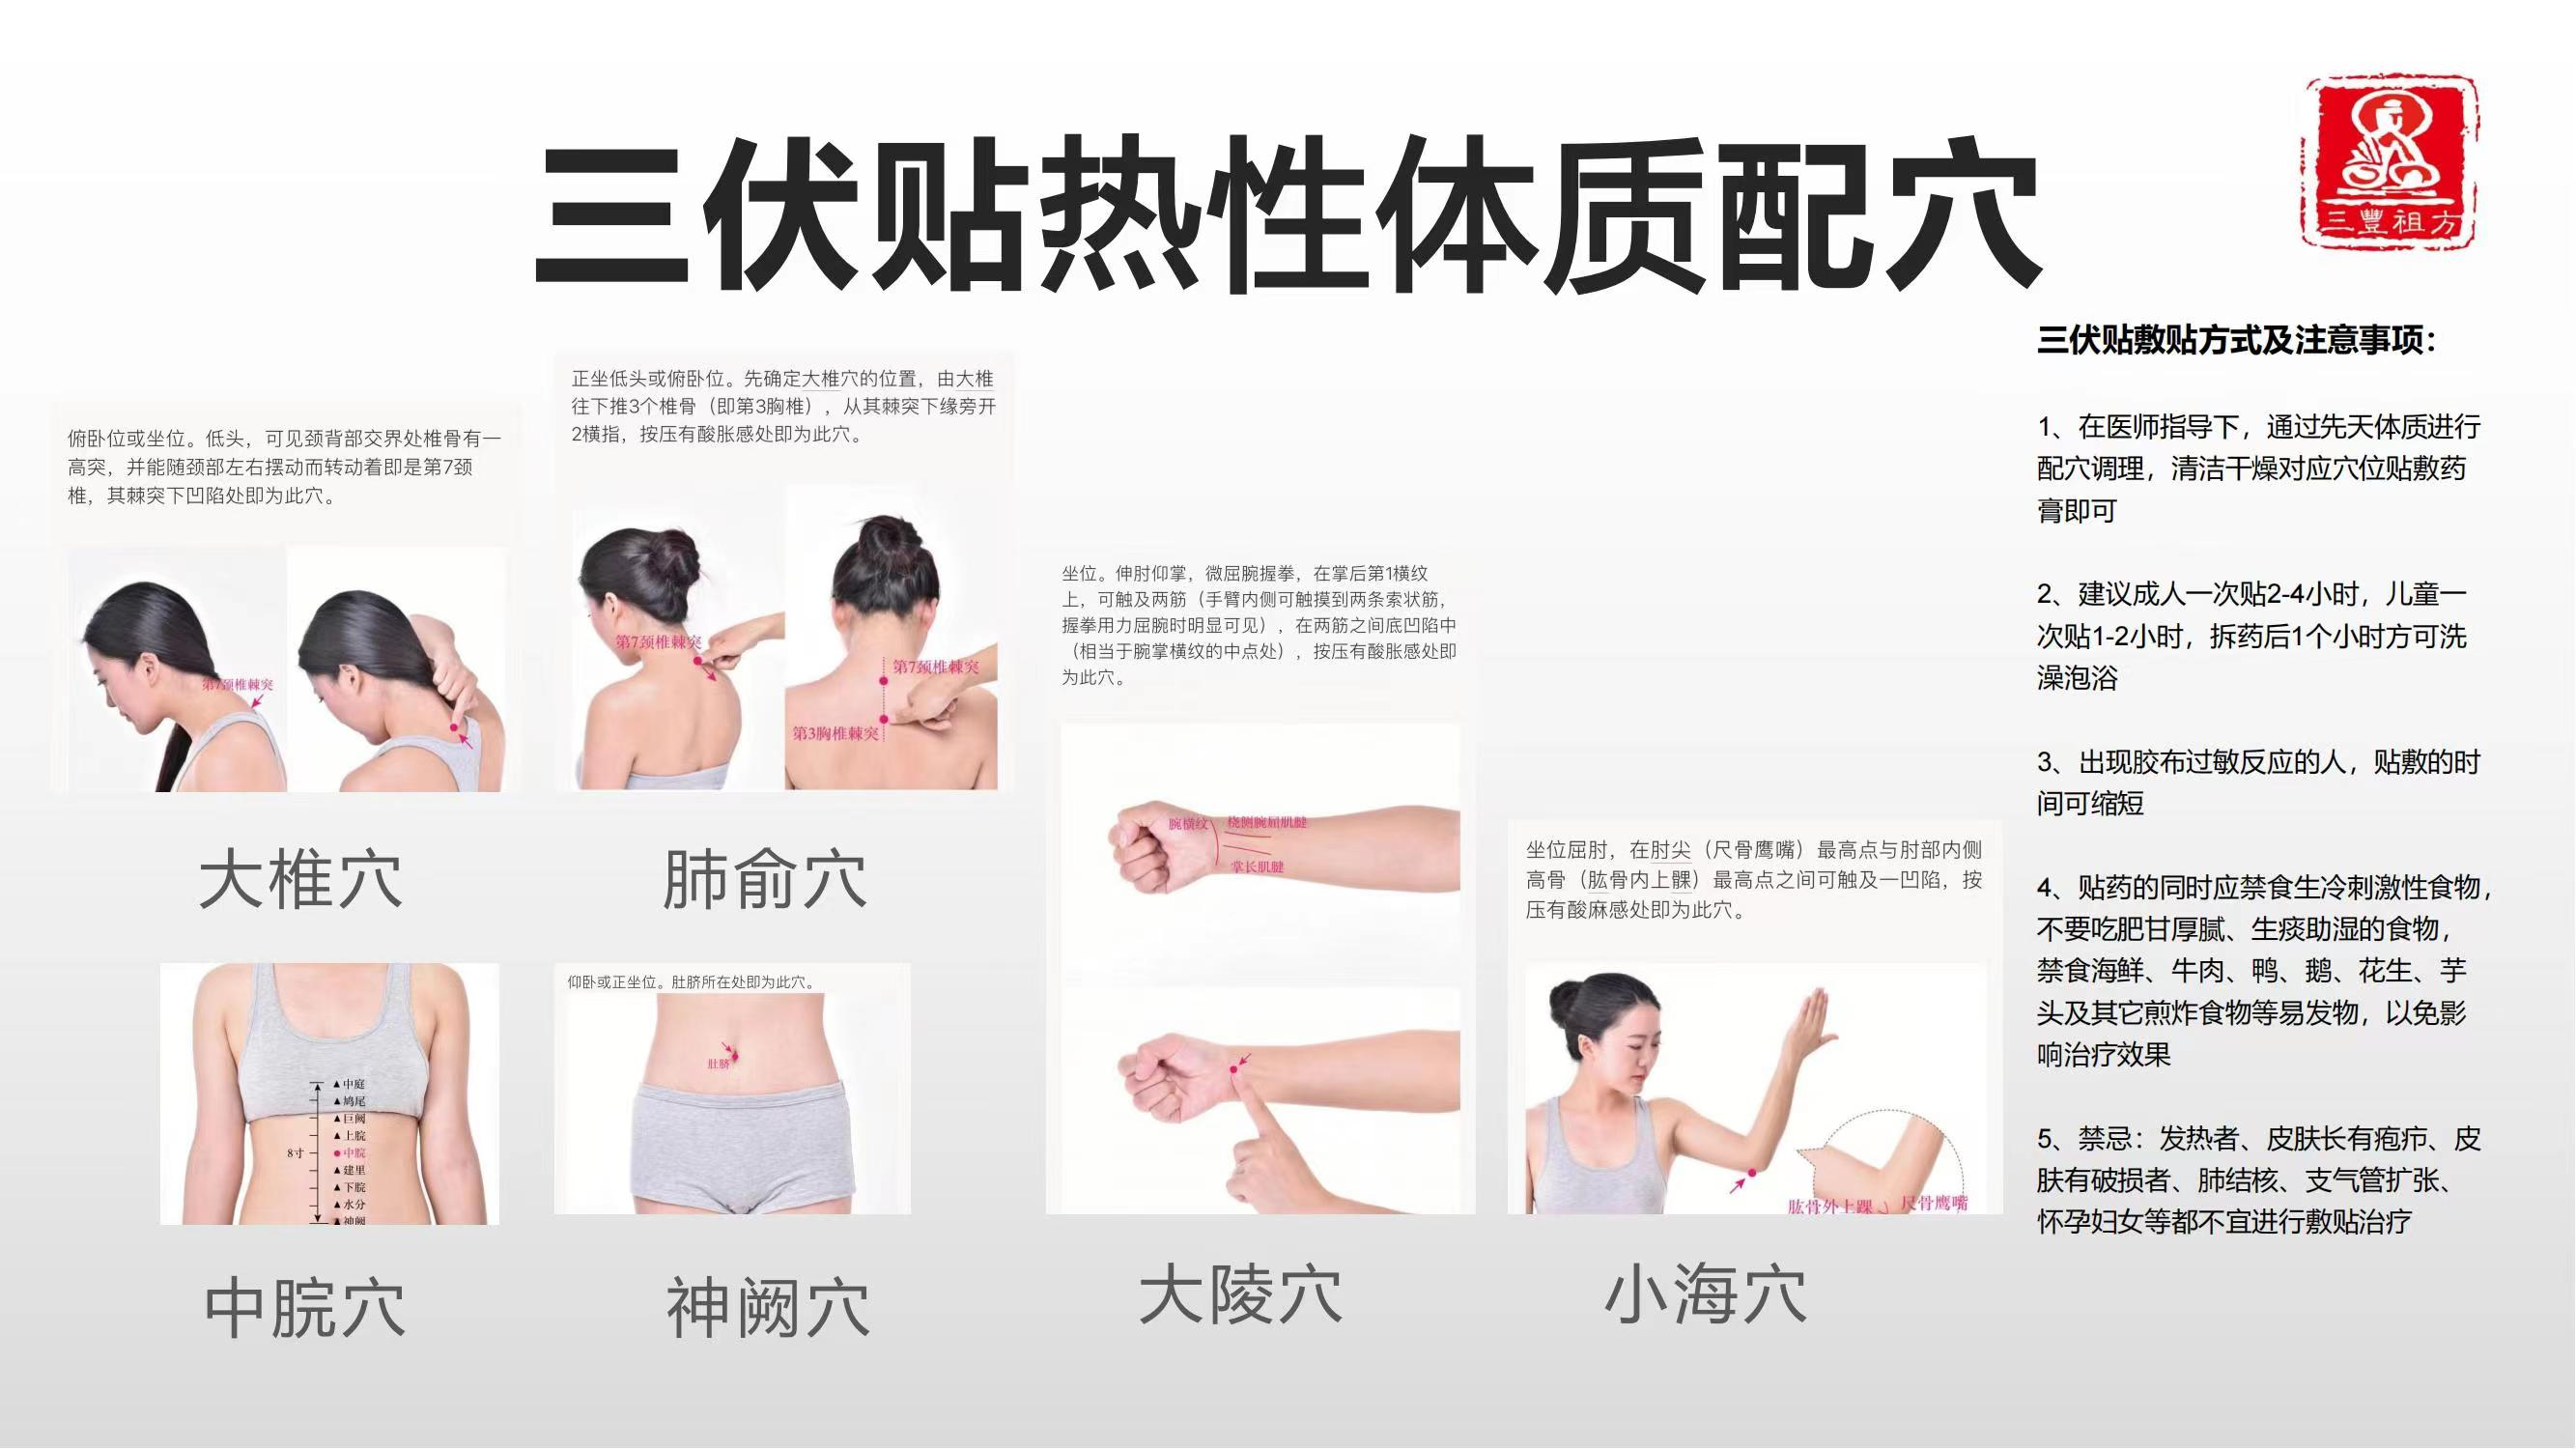 三伏贴热性体质配穴
三豐祖方
俯卧位或坐位。低头，可见颈背部交界处椎骨有一
高突，并能随颈部左右摆动而转动着即是第7颈
椎，其棘突下凹陷处即为此穴。
第7颈椎棘突
大椎穴
正坐低头或俯卧位。先确定大椎穴的位置，由大椎
往下推3个椎骨（即第3胸椎），从其棘突下缘旁开
2横指，按压有酸胀感处即为此穴。
第7颈椎棘突
第7颈椎棘突
第3胸椎棘突
肺俞穴
▲中庭
▲鸠尾
▲巨阙
▲上脘
8寸
●中脘
▲建里
▲下脘
▲水分
▲神阙
中脘穴
仰卧或正坐位。肚脐所在处即为此穴。
肚脐
神阙穴
坐位。伸肘仰掌，微屈腕握拳，在掌后第1横纹
上，可触及两筋（手臂内侧可触摸到两条索状筋，
握拳用力屈腕时明显可见），在两筋之间底凹陷中
（相当于腕掌横纹的中点处），按压有酸胀感处即
为此穴。
腕横纹
桡侧腕屈肌腱
掌长肌腱
大陵穴
坐位屈肘，在肘尖（尺骨鹰嘴）最高点与肘部内侧
高骨（肱骨内上髁）最高点之间可触及一凹陷，按
压有酸麻感处即为此穴。
肱骨外上踝
尺骨鹰嘴
小海穴
三伏贴敷贴方式及注意事项：
1、在医师指导下，通过先天体质进行
配穴调理，清洁干燥对应穴位贴敷药
膏即可
2、建议成人一次贴2-4小时，儿童一
次贴1-2小时，拆药后1个小时方可洗
澡泡浴
3、出现胶布过敏反应的人，贴敷的时
间可缩短
4、贴药的同时应禁食生冷刺激性食物，
不要吃肥甘厚腻、生痰助湿的食物，
禁食海鲜、牛肉、鸭、鹅、花生、芋
头及其它煎炸食物等易发物，以免影
响治疗效果
5、禁忌：发热者、皮肤长有疱疖、皮
肤有破损者、肺结核、支气管扩张、
怀孕妇女等都不宜进行敷贴治疗